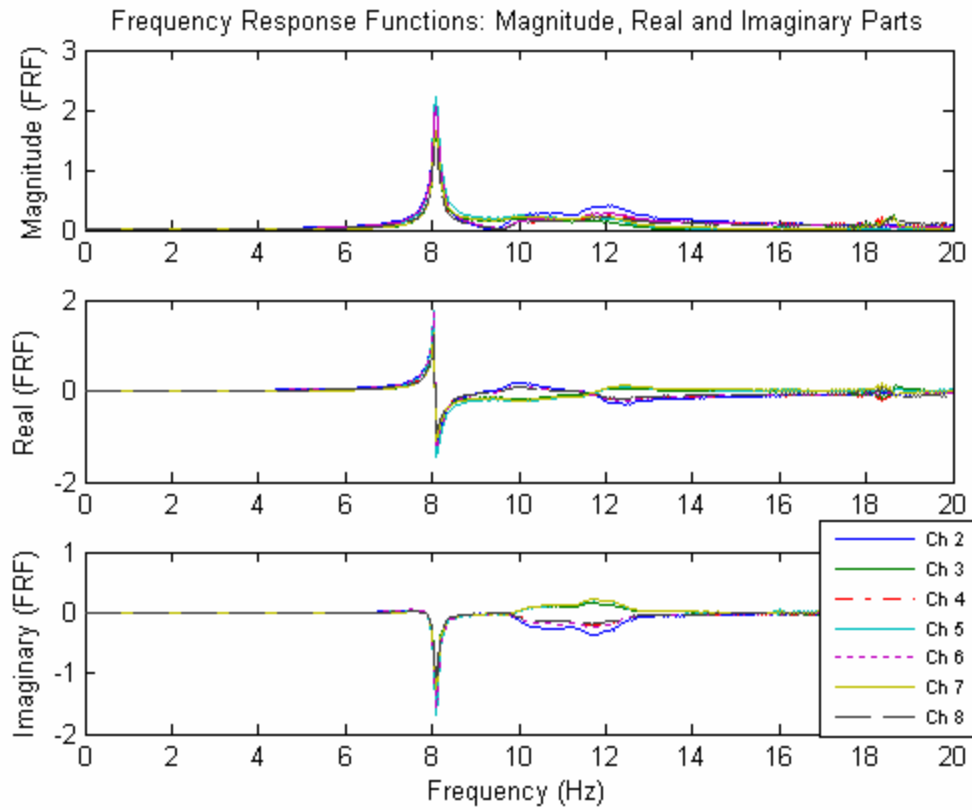 Frequency Response Functions: Magnitude, Real and Imaginary Parts
Magnitude (FRF)
3
2
1
0
0 2 4 6 8 10 12 14 16 18 20
Real (FRF)
2
0
-2
0 2 4 6 8 10 12 14 16 18 20
Imaginary (FRF)
1
0
-1
-2
0 2 4 6 8 10 12 14 16 18 20
Frequency (Hz)
Ch 2
Ch 3
Ch 4
Ch 5
Ch 6
Ch 7
Ch 8